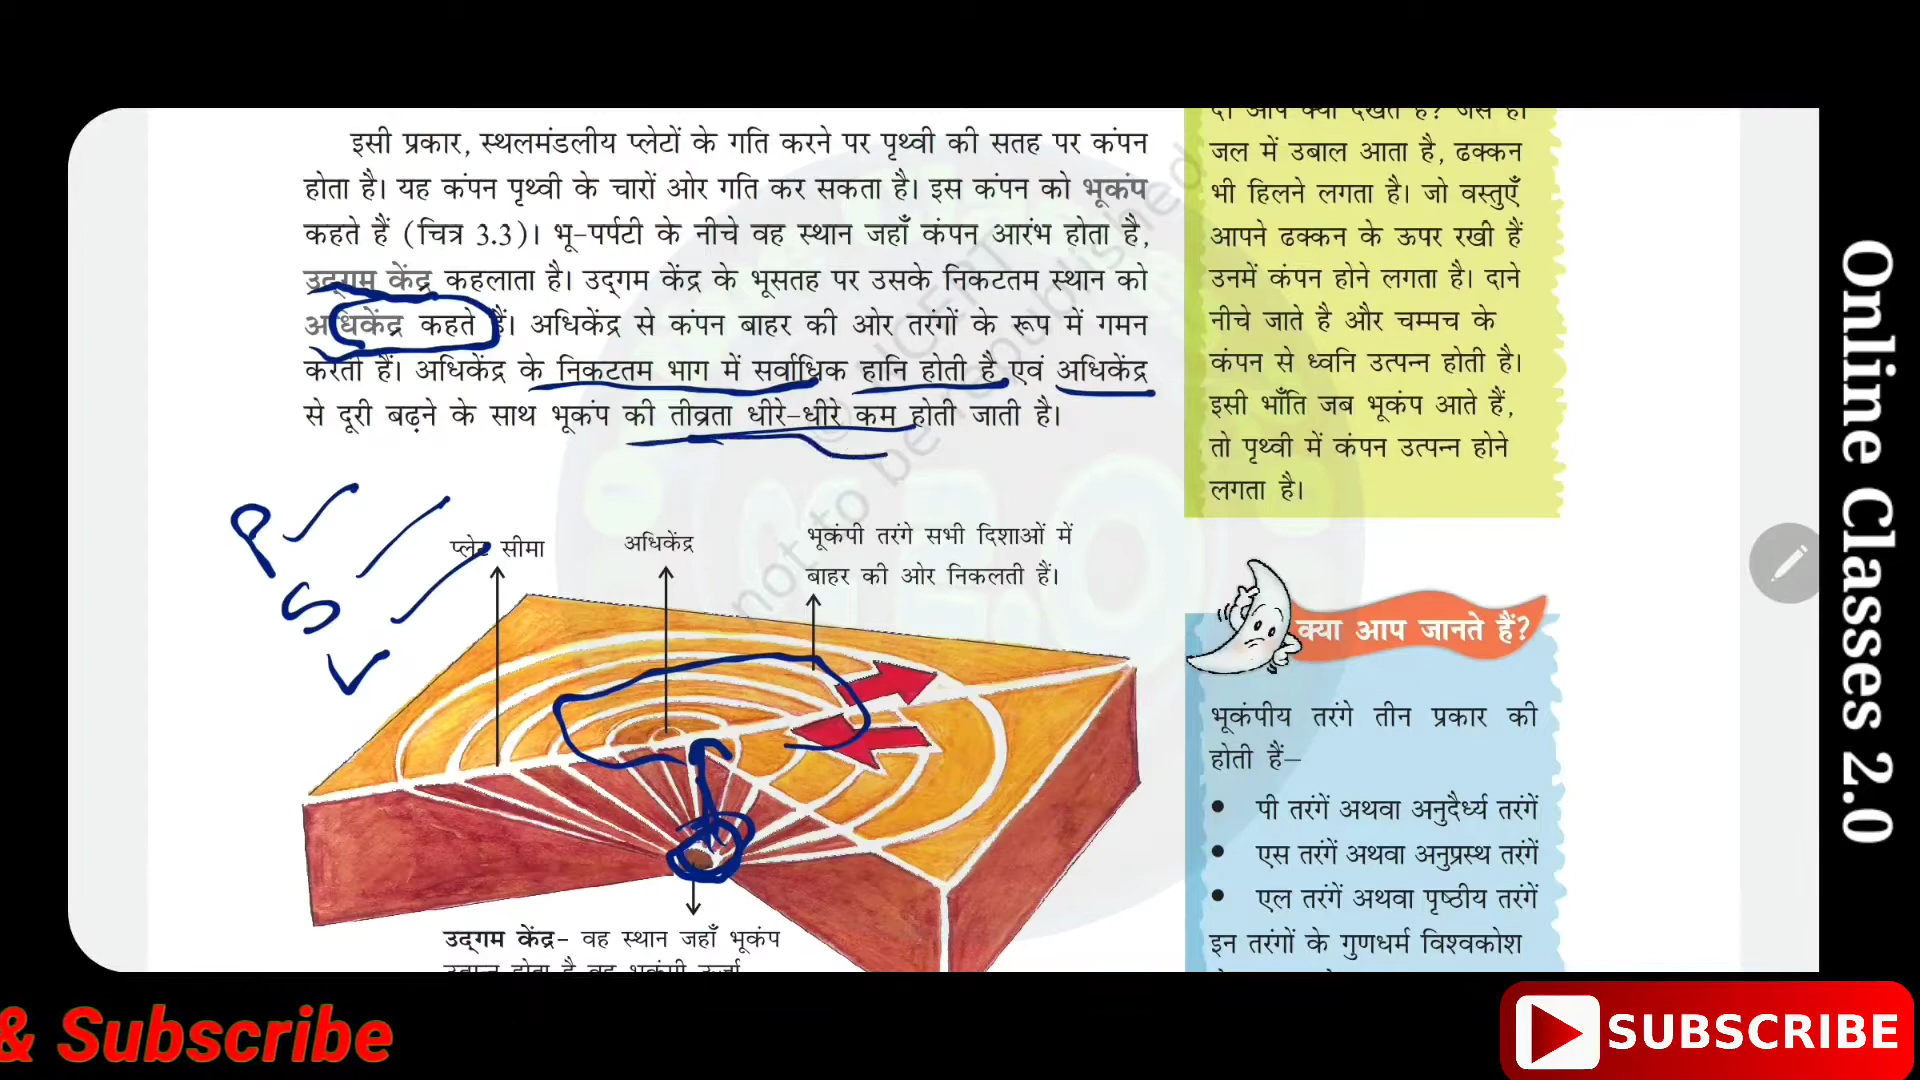 इसी प्रकार, स्थलमंडलीय प्लेटों के गति करने पर पृथ्वी की सतह पर कंपन
होता है। यह कंपन पृथ्वी के चारों ओर गति कर सकता है। इस कंपन को भूकंप
कहते हैं (चित्र 3.3)। भू-पर्पटी के नीचे वह स्थान जहाँ कंपन आरंभ होता है,
उद्गम केंद्र कहलाता है। उद्गम केंद्र के भूसतह पर उसके निकटतम स्थान को
अधिकेंद्र कहते हैं। अधिकेंद्र से कंपन बाहर की ओर तरंगों के रूप में गमन
करती हैं। अधिकेंद्र के निकटतम भाग में सर्वाधिक हानि होती है एवं अधिकेंद्र
से दूरी बढ़ने के साथ भूकंप की तीव्रता धीरे-धीरे कम होती जाती है।
P
S
L
प्लेट सीमा
अधिकेंद्र
भूकंपी तरंगे सभी दिशाओं में
बाहर की ओर निकलती हैं।
उद्गम केंद्र- वह स्थान जहाँ भूकंप
दो आप क्या देखते हैं? जैसे ही
जल में उबाल आता है, ढक्कन
भी हिलने लगता है। जो वस्तुएँ
आपने ढक्कन के ऊपर रखी हैं
उनमें कंपन होने लगता है। दाने
नीचे जाते है और चम्मच के
कंपन से ध्वनि उत्पन्न होती है।
इसी भाँति जब भूकंप आते हैं,
तो पृथ्वी में कंपन उत्पन्न होने
लगता है।
क्या आप जानते हैं?
भूकंपीय तरंगे तीन प्रकार की
होती हैं–
• पी तरंगें अथवा अनुदैर्ध्य तरंगें
• एस तरंगें अथवा अनुप्रस्थ तरंगें
• एल तरंगें अथवा पृष्ठीय तरंगें
इन तरंगों के गुणधर्म विश्वकोश
not to be republished
Online Classes 2.0
& Subscribe
SUBSCRIBE